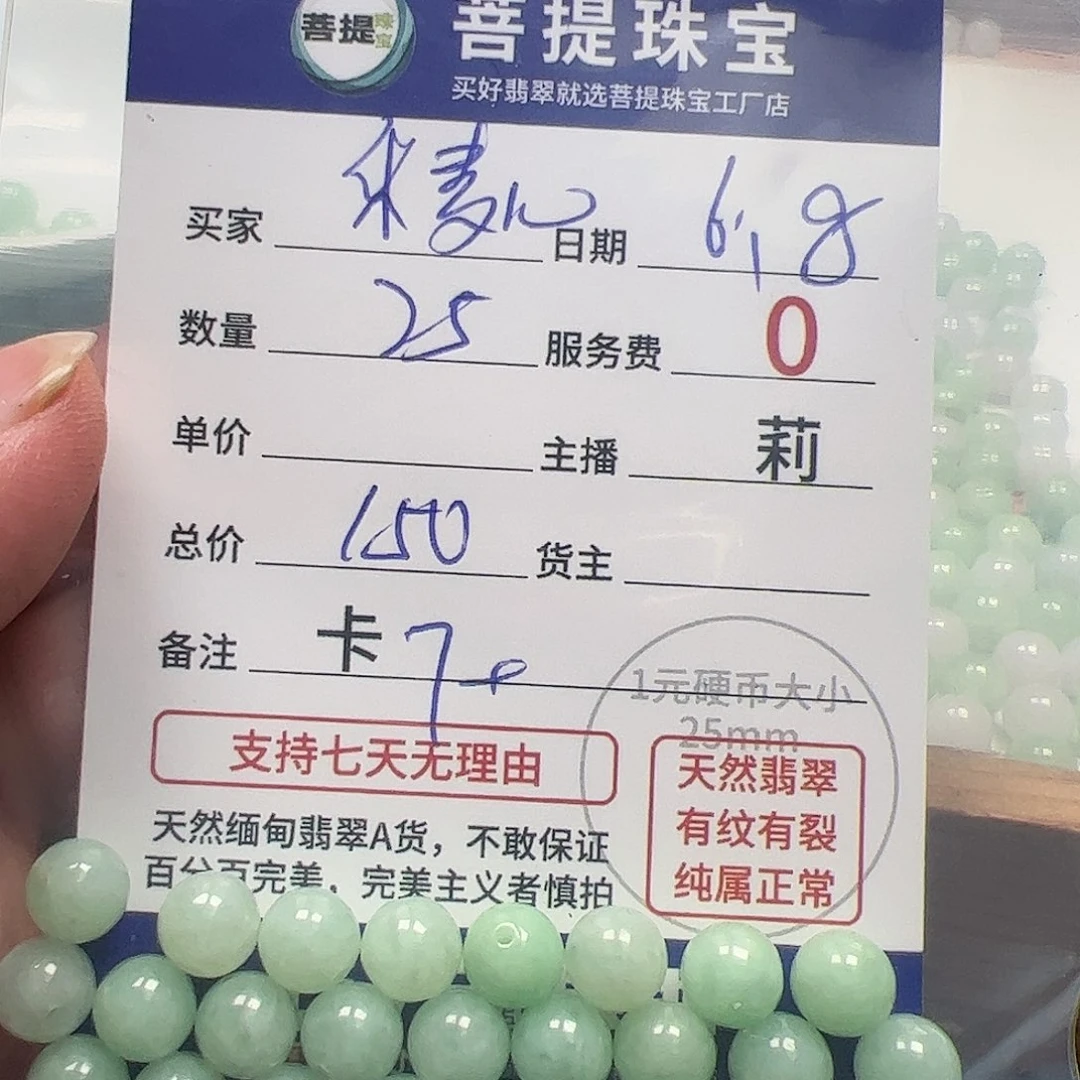 菩提珠宝
菩提珠宝
买好翡翠就选菩提珠宝工厂店
买家 日期 6.8
数量 25 服务费 0
单价 主播 莉
总价 150 货主
备注 卡 7+
1元硬币大小
25mm
支持七天无理由
天然翡翠
有纹有裂
纯属正常
天然缅甸翡翠A货，不敢保证
百分百完美，完美主义者慎拍